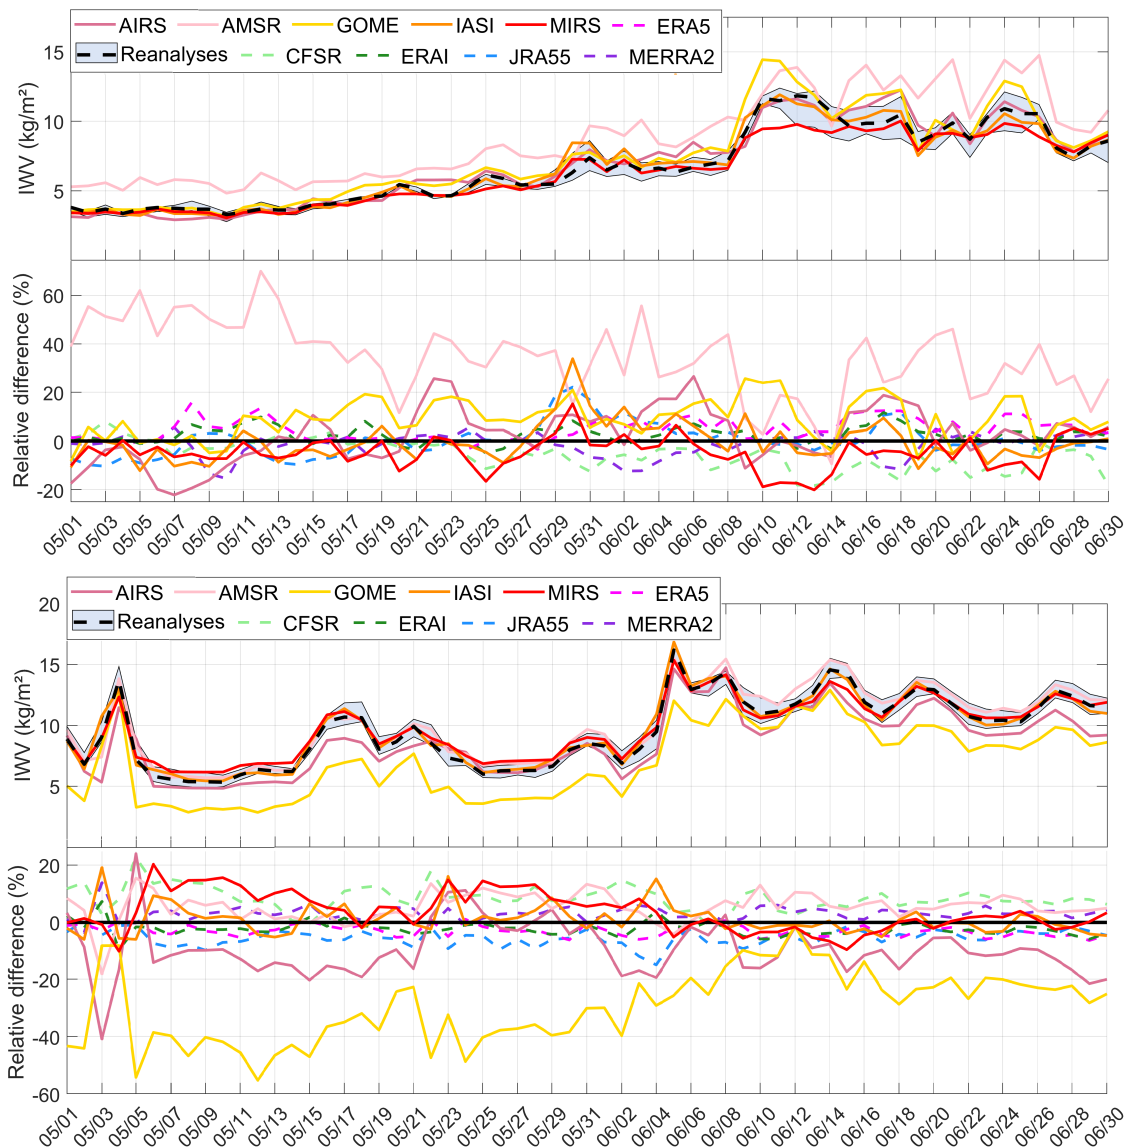 AIRS AMSR GOME IASI MIRS ERA5
Reanalyses CFSR ERAI JRA55 MERRA2
IWV (kg/m²)
15
10
5
Relative difference (%)
60
40
20
0
-20
05/01 05/03 05/05 05/07 05/09 05/11 05/13 05/15 05/17 05/19 05/21 05/23 05/25 05/27 05/29 05/31 06/02 06/04 06/06 06/08 06/10 06/12 06/14 06/16 06/18 06/20 06/22 06/24 06/26 06/28 06/30
AIRS AMSR GOME IASI MIRS ERA5
Reanalyses CFSR ERAI JRA55 MERRA2
IWV (kg/m²)
20
15
10
5
Relative difference (%)
20
0
-20
-40
-60
05/01 05/03 05/05 05/07 05/09 05/11 05/13 05/15 05/17 05/19 05/21 05/23 05/25 05/27 05/29 05/31 06/02 06/04 06/06 06/08 06/10 06/12 06/14 06/16 06/18 06/20 06/22 06/24 06/26 06/28 06/30